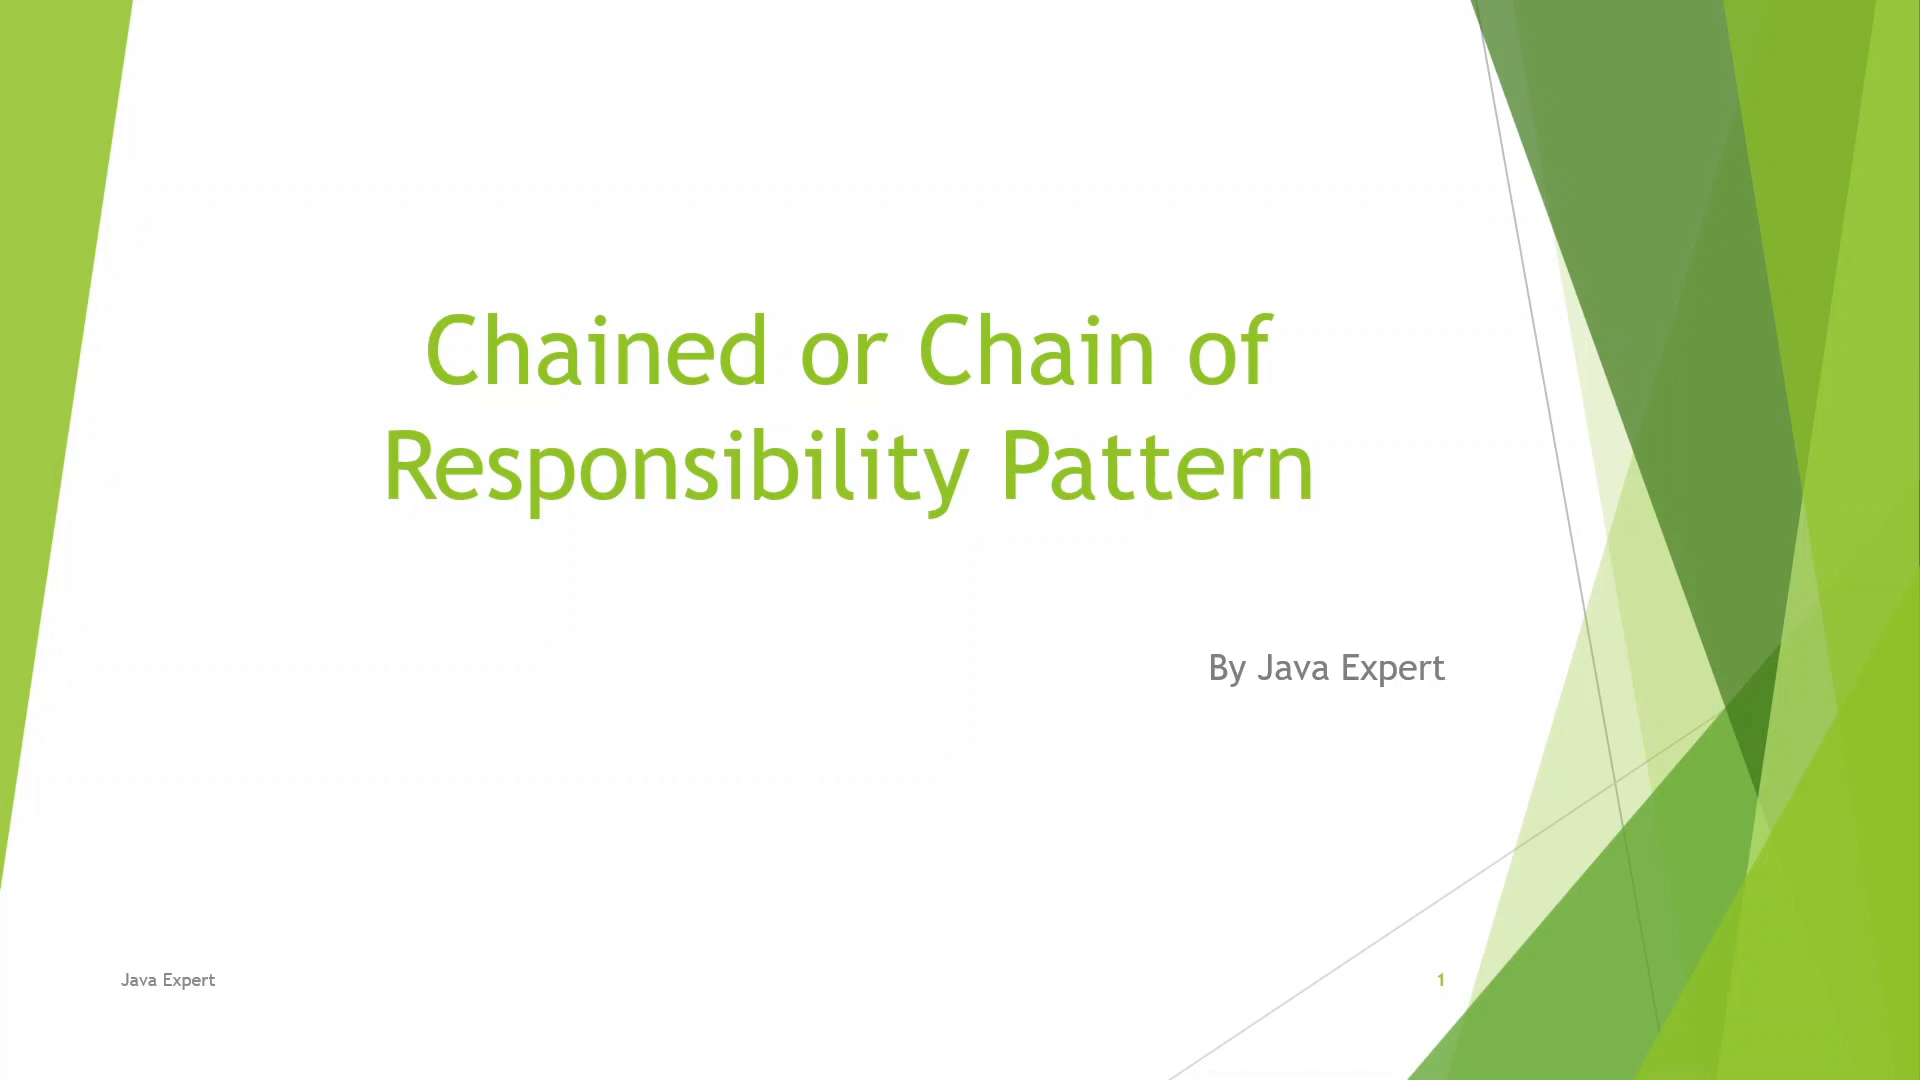 Chained or Chain of
Responsibility Pattern
By Java Expert
Java Expert
1